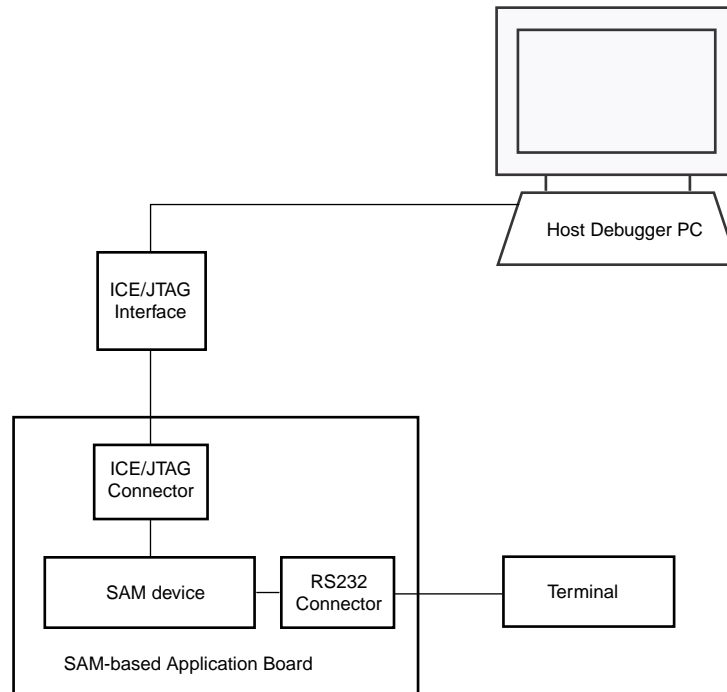 Host Debugger PC
ICE/JTAG
Interface
ICE/JTAG
Connector
SAM device
RS232
Connector
Terminal
SAM-based Application Board